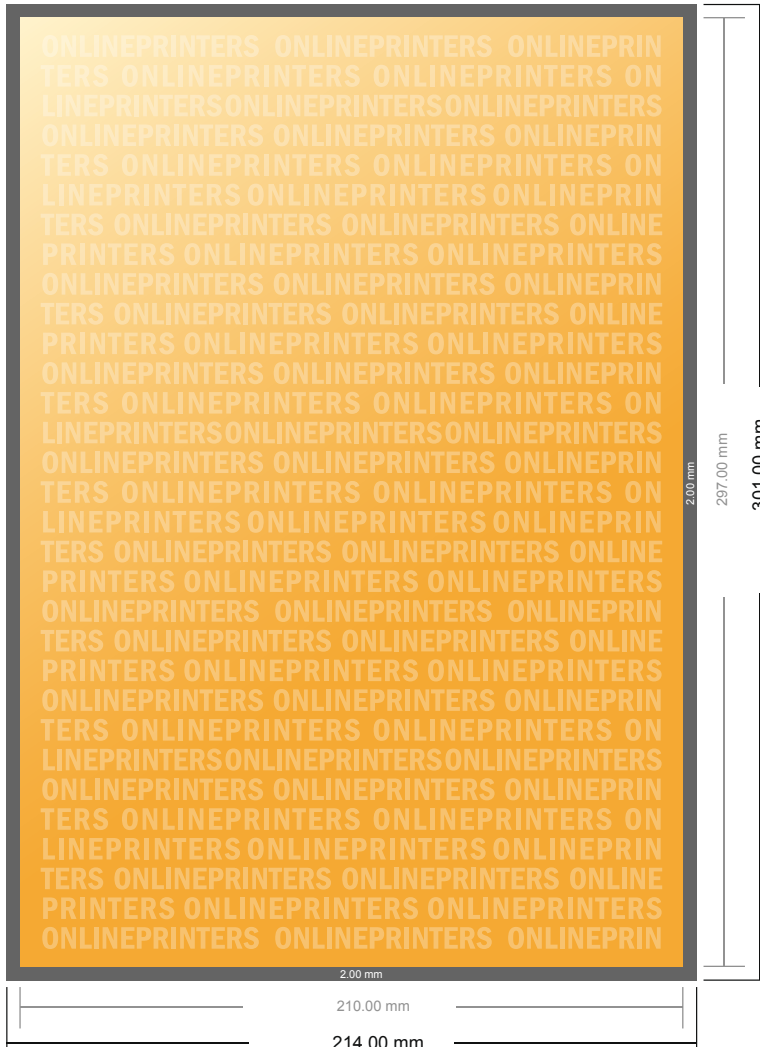 ONLINEPRINTERS ONLINEPRINTERS ONLINEPRIN
TERS ONLINEPRINTERS ONLINEPRINTERS ON
LINEPRINTERSONLINEPRINTERSONLINEPRINTERS
ONLINEPRINTERS ONLINEPRINTERS ONLINEPRIN
TERS ONLINEPRINTERS ONLINEPRINTERS ON
LINEPRINTERS ONLINEPRINTERS ONLINEPRIN
TERS ONLINEPRINTERS ONLINEPRINTERS ONLINE
PRINTERS ONLINEPRINTERS ONLINEPRINTERS
ONLINEPRINTERS ONLINEPRINTERS ONLINEPRIN
TERS ONLINEPRINTERS ONLINEPRINTERS ONLINE
PRINTERS ONLINEPRINTERS ONLINEPRINTERS
ONLINEPRINTERS ONLINEPRINTERS ONLINEPRIN
TERS ONLINEPRINTERS ONLINEPRINTERS ON
LINEPRINTERSONLINEPRINTERSONLINEPRINTERS
ONLINEPRINTERS ONLINEPRINTERS ONLINEPRIN
TERS ONLINEPRINTERS ONLINEPRINTERS ON
LINEPRINTERS ONLINEPRINTERS ONLINEPRIN
TERS ONLINEPRINTERS ONLINEPRINTERS ONLINE
PRINTERS ONLINEPRINTERS ONLINEPRINTERS
ONLINEPRINTERS ONLINEPRINTERS ONLINEPRIN
TERS ONLINEPRINTERS ONLINEPRINTERS ONLINE
PRINTERS ONLINEPRINTERS ONLINEPRINTERS
ONLINEPRINTERS ONLINEPRINTERS ONLINEPRIN
TERS ONLINEPRINTERS ONLINEPRINTERS ON
LINEPRINTERSONLINEPRINTERSONLINEPRINTERS
ONLINEPRINTERS ONLINEPRINTERS ONLINEPRIN
TERS ONLINEPRINTERS ONLINEPRINTERS ON
LINEPRINTERS ONLINEPRINTERS ONLINEPRIN
TERS ONLINEPRINTERS ONLINEPRINTERS ONLINE
PRINTERS ONLINEPRINTERS ONLINEPRINTERS
ONLINEPRINTERS ONLINEPRINTERS ONLINEPRIN
2.00 mm
297.00 mm
301.00 mm
2.00 mm
210.00 mm
214.00 mm